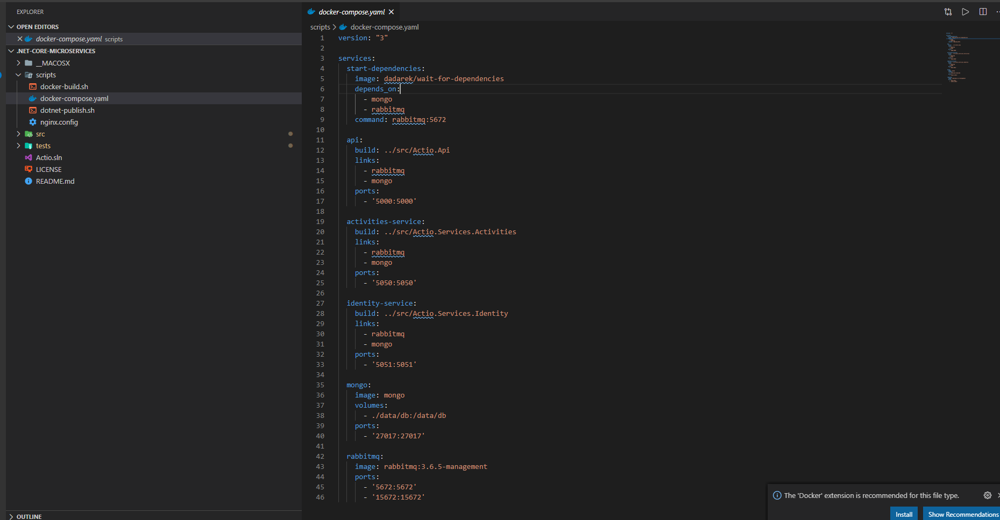 EXPLORER
OPEN EDITORS
docker-compose.yaml scripts
.NET-CORE-MICROSERVICES
__MACOSX
scripts
docker-build.sh
docker-compose.yaml
dotnet-publish.sh
nginx.config
src
tests
Actio.sln
LICENSE
README.md
OUTLINE
docker-compose.yaml
scripts > docker-compose.yaml
1 version: "3"
2
3 services:
4 start-dependencies:
5 image: dadarek/wait-for-dependencies
6 depends_on:
7 - mongo
8 - rabbitmq
9 command: rabbitmq:5672
10
11 api:
12 build: ../src/Actio.Api
13 links:
14 - rabbitmq
15 - mongo
16 ports:
17 - '5000:5000'
18
19 activities-service:
20 build: ../src/Actio.Services.Activities
21 links:
22 - rabbitmq
23 - mongo
24 ports:
25 - '5050:5050'
26
27 identity-service:
28 build: ../src/Actio.Services.Identity
29 links:
30 - rabbitmq
31 - mongo
32 ports:
33 - '5051:5051'
34
35 mongo:
36 image: mongo
37 volumes:
38 - ./data/db:/data/db
39 ports:
40 - '27017:27017'
41
42 rabbitmq:
43 image: rabbitmq:3.6.5-management
44 ports:
45 - '5672:5672'
46 - '15672:15672'
The 'Docker' extension is recommended for this file type.
Install
Show Recommendations